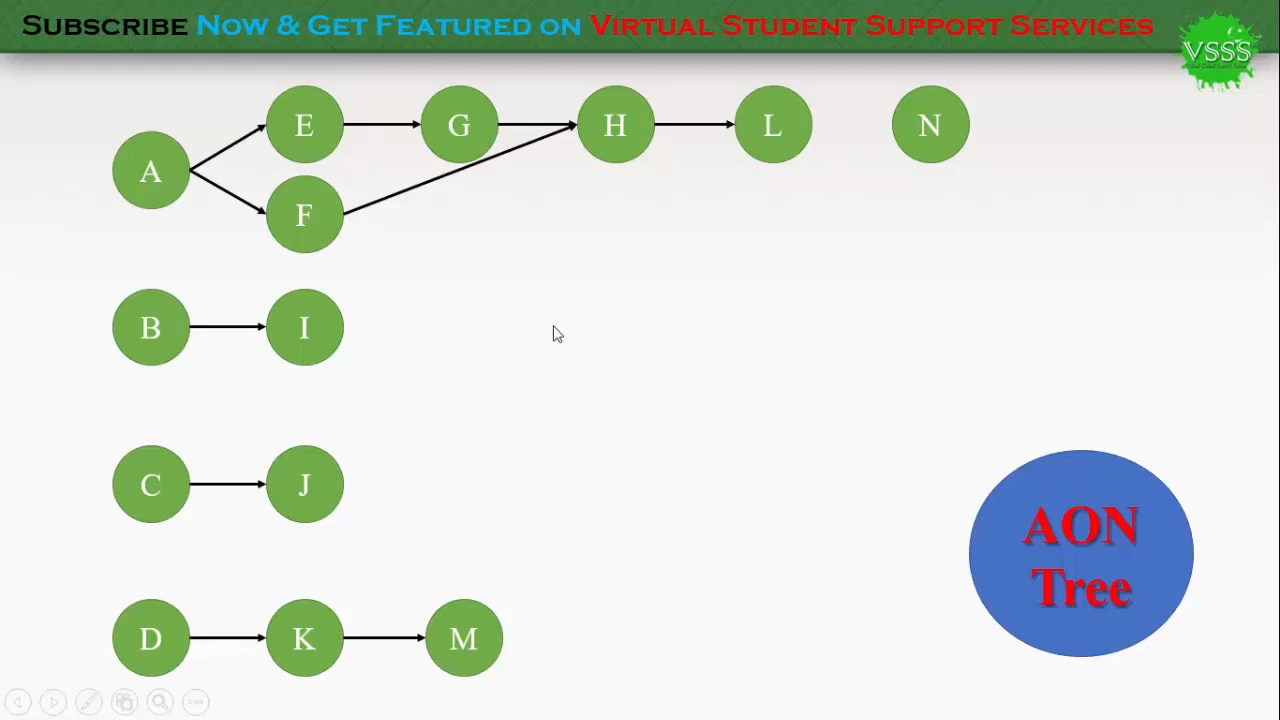 Subscribe Now & Get Featured on Virtual Student Support Services
VSSS
A
E
G
H
L
N
F
B
I
C
J
D
K
M
AON
Tree